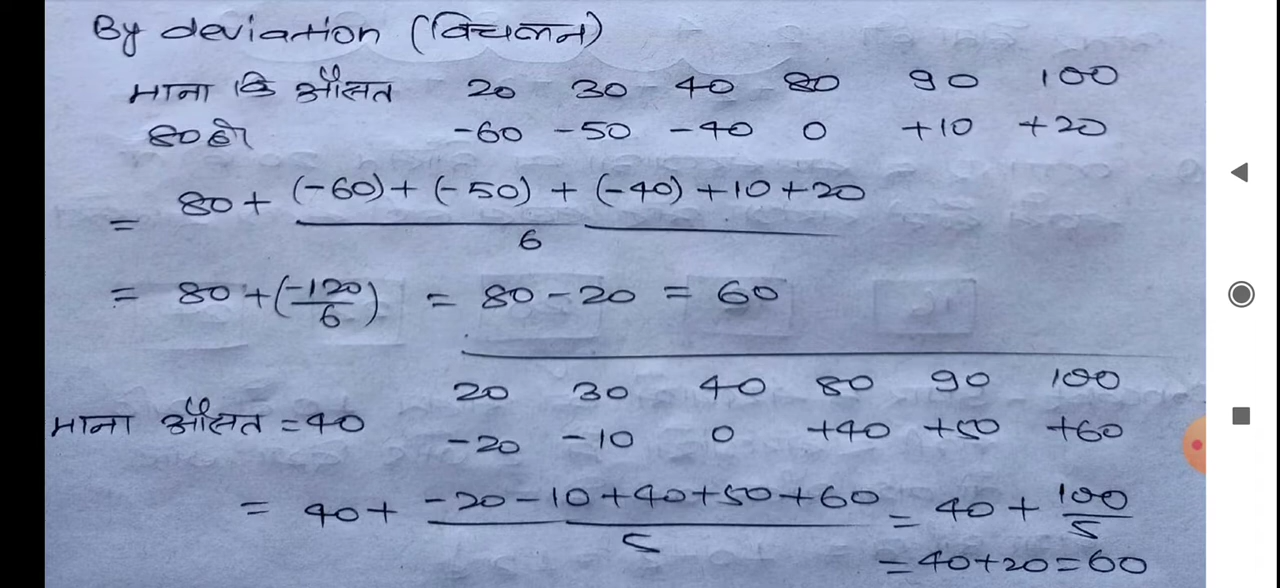 By deviation (विचलन)
माना कि औसत 20 30 40 80 90 100
80 हो -60 -50 -40 0 +10 +20
= 80 + (-60) + (-50) + (-40) + 10 + 20
6
= 80 + (-120/6) = 80 - 20 = 60
20 30 40 80 90 100
माना औसत = 40 -20 -10 0 +40 +50 +60
= 40 + -20 - 10 + 40 + 50 + 60 / 5 = 40 + 100/5
= 40 + 20 = 60